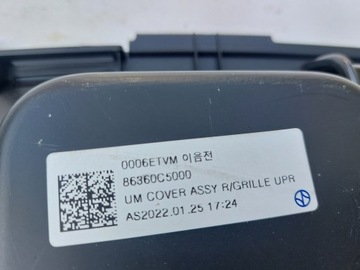 0006ETVM 이음전
86360C5000
UM COVER ASSY R/GRILLE UPR
AS2022.01.25 17:24